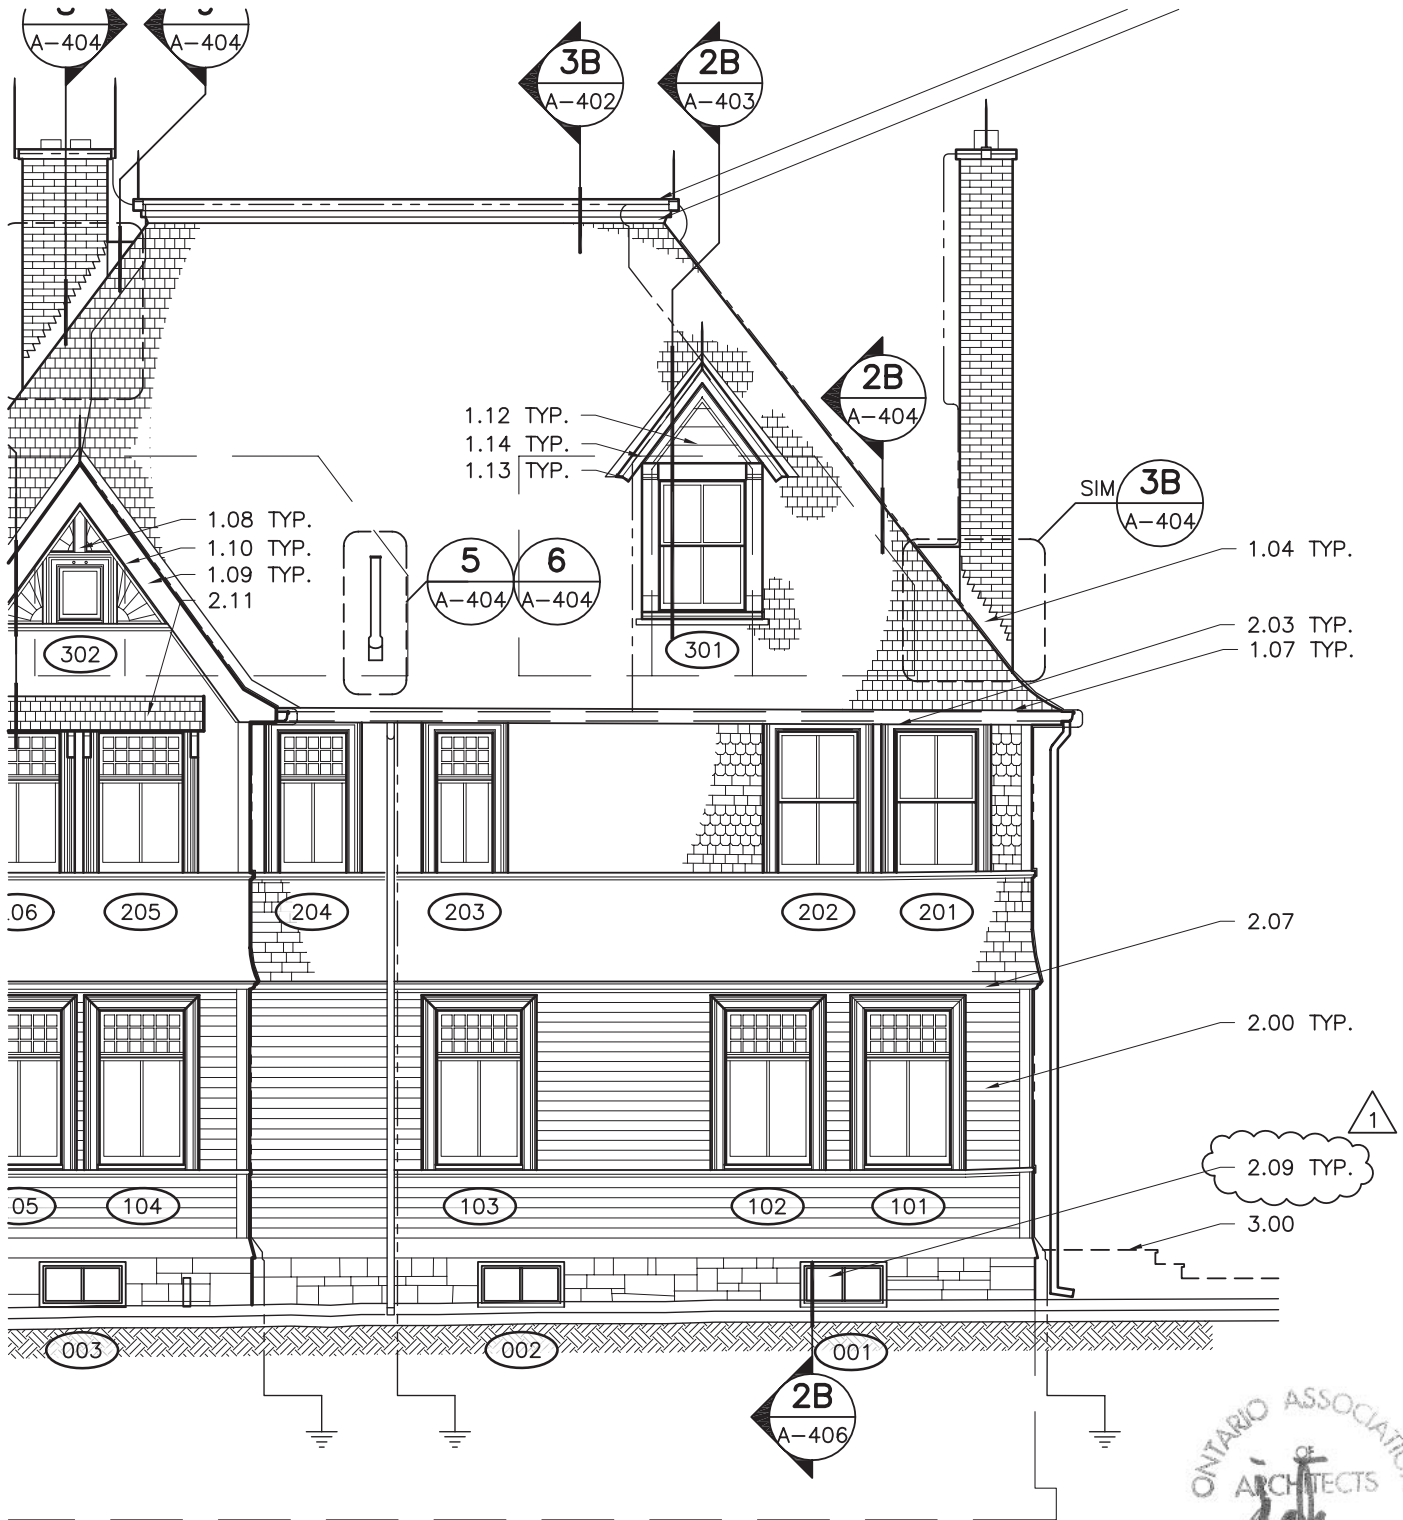 A-404
A-404
3B
A-402
2B
A-403
2B
A-404
1.12 TYP.
1.14 TYP.
1.13 TYP.
SIM
3B
A-404
1.08 TYP.
1.10 TYP.
1.09 TYP.
2.11
5
A-404
6
A-404
1.04 TYP.
2.03 TYP.
1.07 TYP.
302
301
205
204
203
202
201
2.07
2.00 TYP.
1
2.09 TYP.
3.00
104
103
102
101
003
002
001
2B
A-406
ONTARIO ASSOCIATION
OF
ARCHITECTS